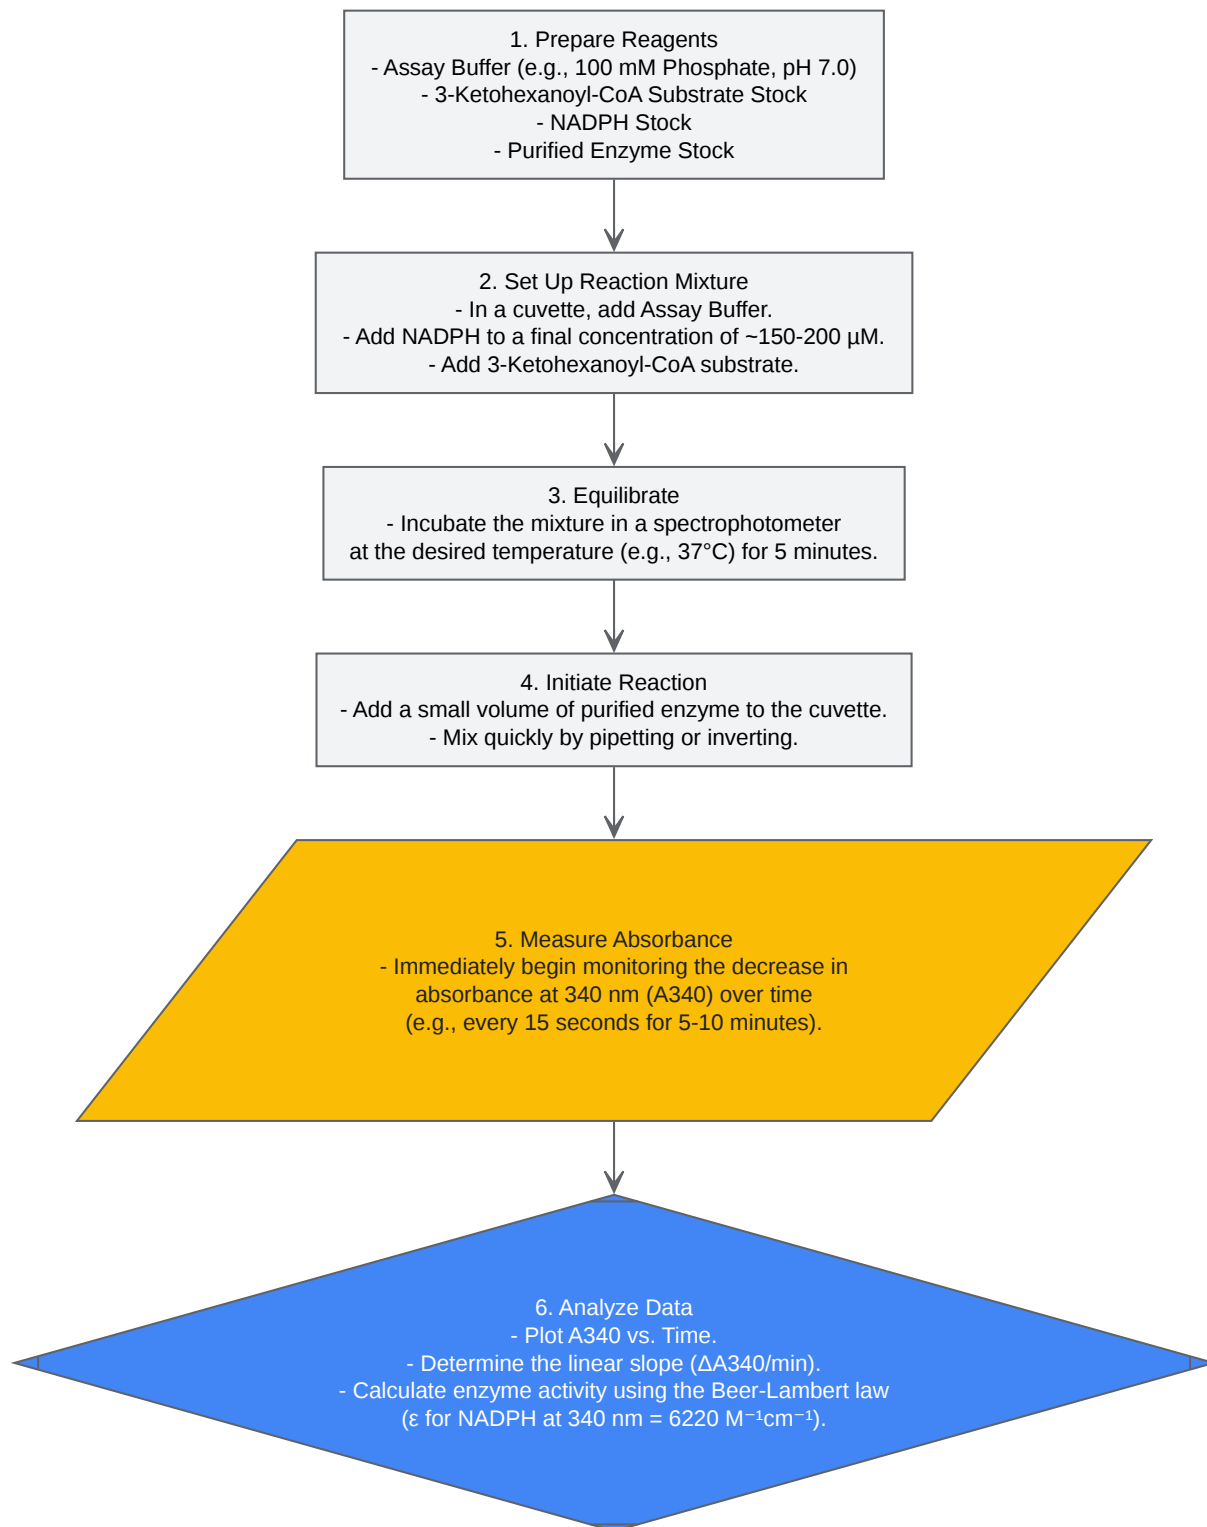 1. Prepare Reagents
- Assay Buffer (e.g., 100 mM Phosphate, pH 7.0)
- 3-Ketohexanoyl-CoA Substrate Stock
- NADPH Stock
- Purified Enzyme Stock
2. Set Up Reaction Mixture
- In a cuvette, add Assay Buffer.
- Add NADPH to a final concentration of ~150-200 µM.
- Add 3-Ketohexanoyl-CoA substrate.
3. Equilibrate
- Incubate the mixture in a spectrophotometer
at the desired temperature (e.g., 37°C) for 5 minutes.
4. Initiate Reaction
- Add a small volume of purified enzyme to the cuvette.
- Mix quickly by pipetting or inverting.
5. Measure Absorbance
- Immediately begin monitoring the decrease in
absorbance at 340 nm (A340) over time
(e.g., every 15 seconds for 5-10 minutes).
6. Analyze Data
- Plot A340 vs. Time.
- Determine the linear slope (ΔA340/min).
- Calculate enzyme activity using the Beer-Lambert law
(ε for NADPH at 340 nm = 6220 M⁻¹cm⁻¹).